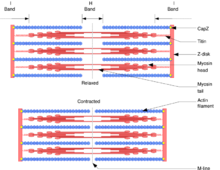 I
Band
H
Band
I
Band
CapZ
Titin
Z-disk
Myosin
head
Relaxed
Myosin
tail
Contracted
Actin
filament
M-line